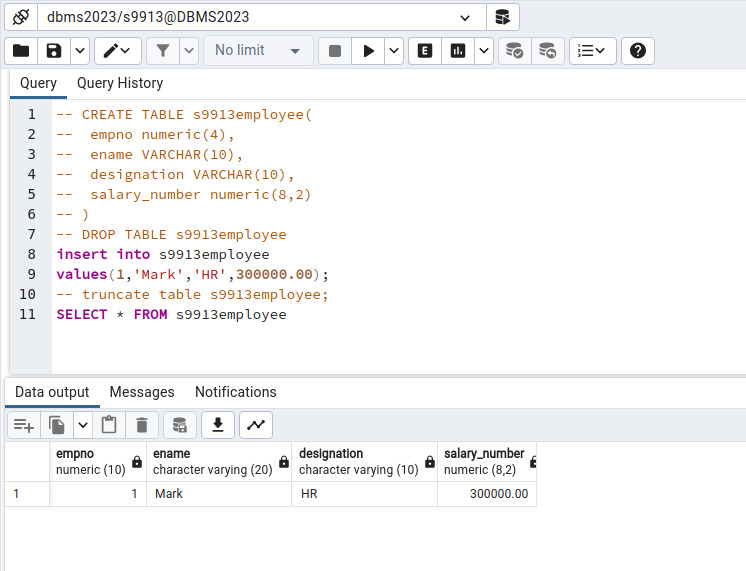 dbms2023/s9913@DBMS2023
No limit
E
Query Query History
1 -- CREATE TABLE s9913employee(
2 --  empno numeric(4),
3 --  ename VARCHAR(10),
4 --  designation VARCHAR(10),
5 --  salary_number numeric(8,2)
6 -- )
7 -- DROP TABLE s9913employee
8 insert into s9913employee
9 values(1,'Mark','HR',300000.00);
10 -- truncate table s9913employee;
11 SELECT * FROM s9913employee
Data output Messages Notifications
empno ename designation salary_number
numeric (10) character varying (20) character varying (10) numeric (8,2)
1 1 Mark HR 300000.00